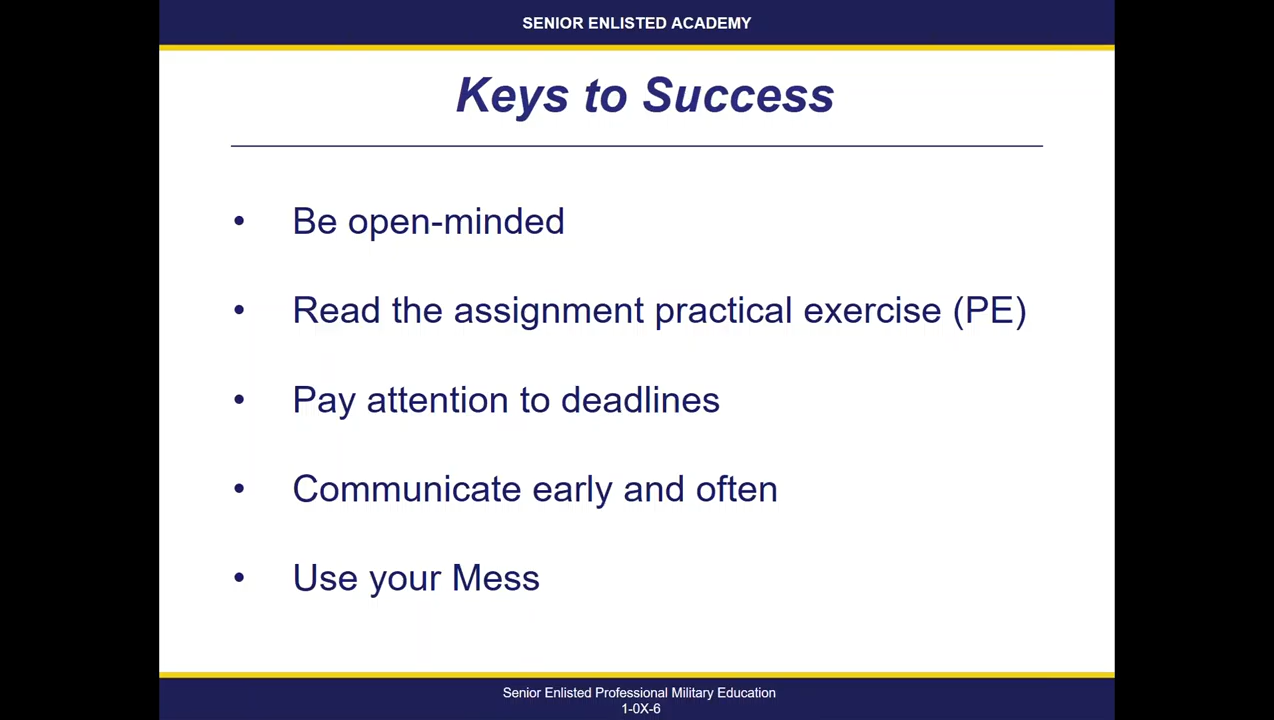 SENIOR ENLISTED ACADEMY
Keys to Success
• Be open-minded
• Read the assignment practical exercise (PE)
• Pay attention to deadlines
• Communicate early and often
• Use your Mess
Senior Enlisted Professional Military Education
1-0X-6